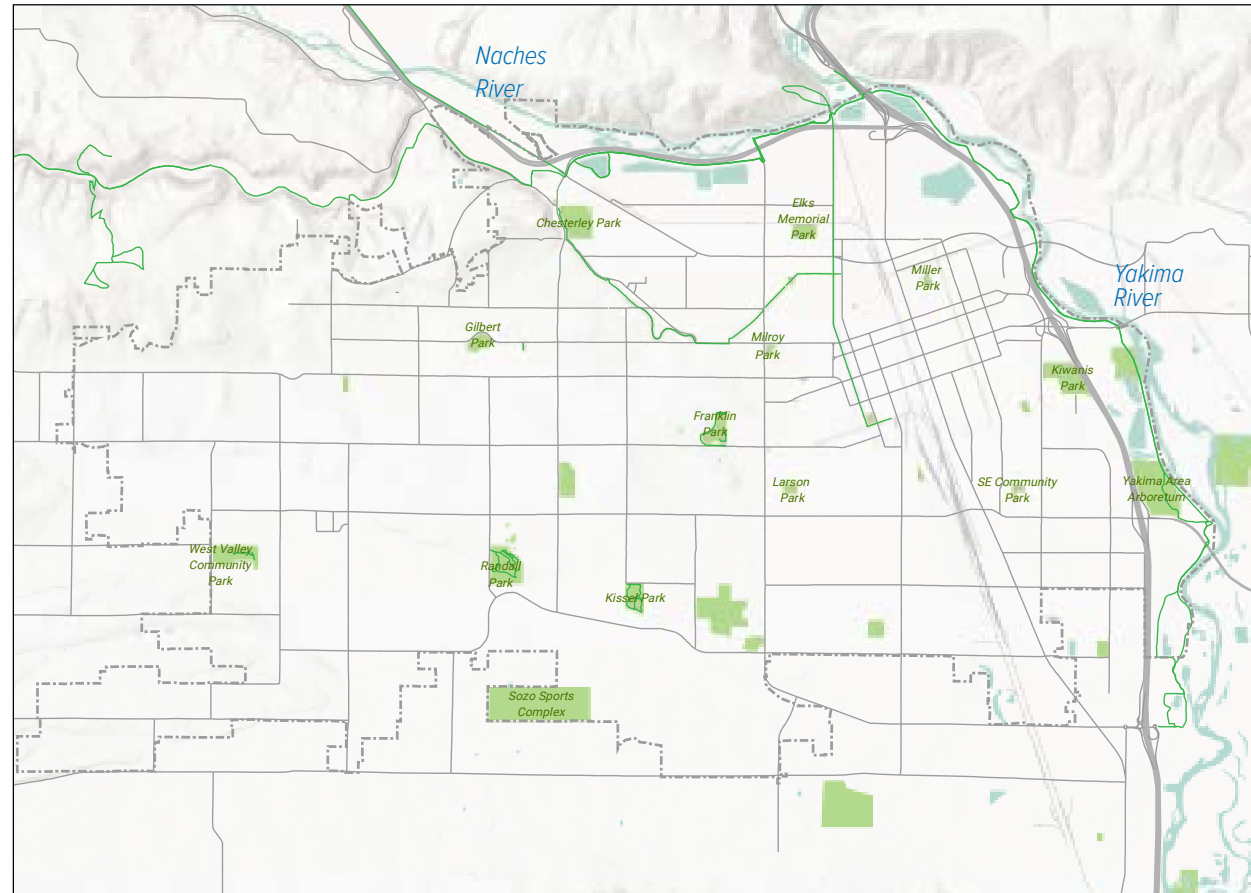 Naches
River
Elks
Memorial
Park
Chesterley Park
Miller
Park
Yakima
River
Gilbert
Park
Milroy
Park
Kiwanis
Park
Franklin
Park
Larson
Park
SE Community
Park
Yakima Area
Arboretum
West Valley
Community
Park
Randall
Park
Kissel Park
Sozo Sports
Complex